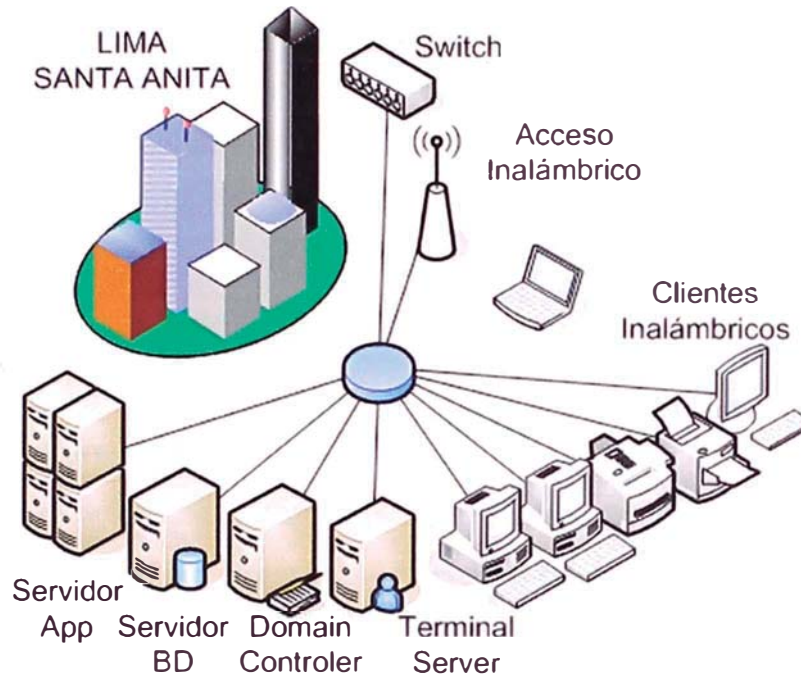 LIMA
SANTA ANITA
Switch
Acceso
Inalámbrico
Clientes
Inalámbricos
Servidor
App
Servidor
BD
Domain
Controler
Terminal
Server